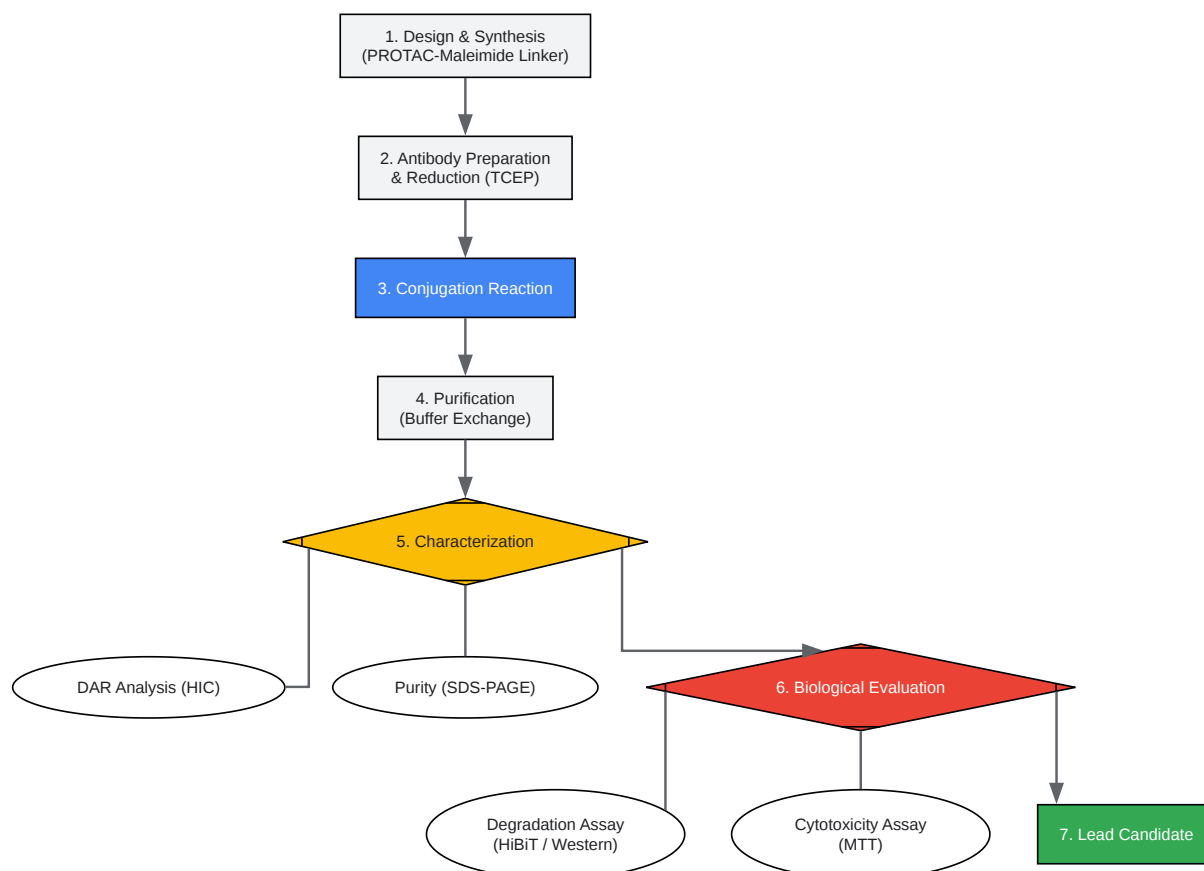 1. Design & Synthesis
(PROTAC-Maleimide Linker)
2. Antibody Preparation
& Reduction (TCEP)
3. Conjugation Reaction
4. Purification
(Buffer Exchange)
5. Characterization
DAR Analysis (HIC)
Purity (SDS-PAGE)
6. Biological Evaluation
Degradation Assay
(HiBiT / Western)
Cytotoxicity Assay
(MTT)
7. Lead Candidate